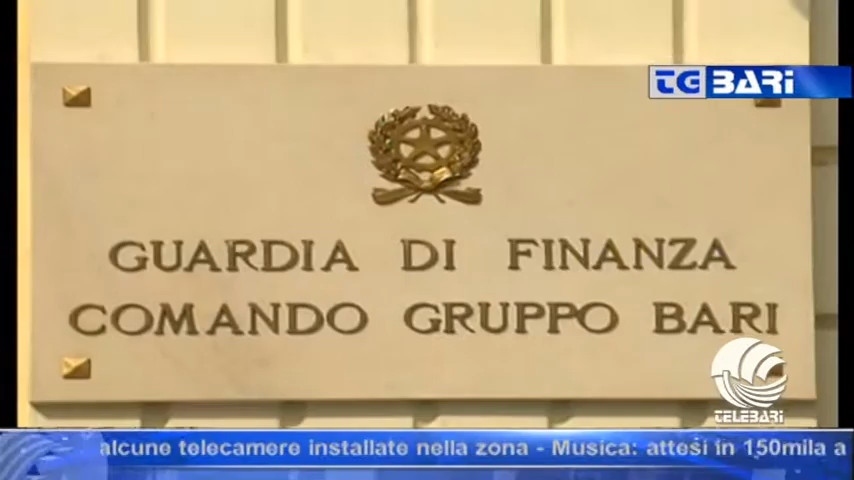 TG BARI
GUARDIA DI FINANZA
COMANDO GRUPPO BARI
TELEBARI
alcune telecamere installate nella zona - Musica: attesi in 150mila a